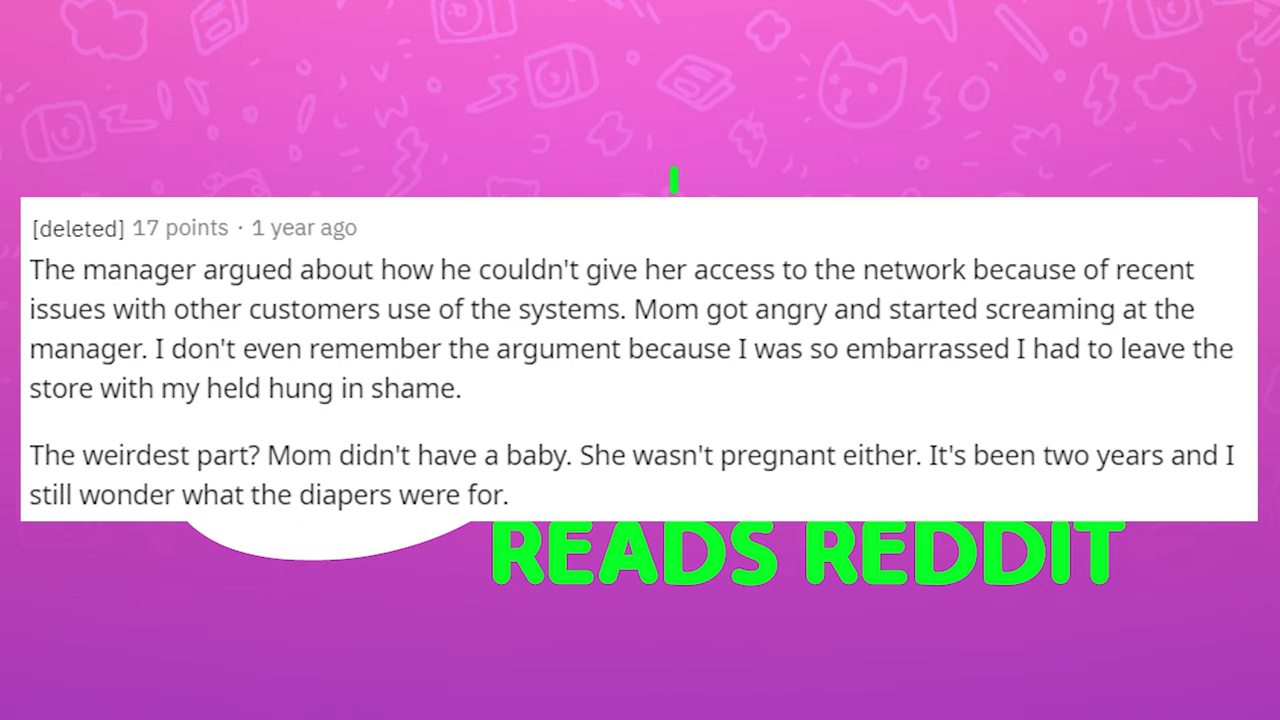 [deleted] 17 points · 1 year ago
The manager argued about how he couldn't give her access to the network because of recent
issues with other customers use of the systems. Mom got angry and started screaming at the
manager. I don't even remember the argument because I was so embarrassed I had to leave the
store with my held hung in shame.
The weirdest part? Mom didn't have a baby. She wasn't pregnant either. It's been two years and I
still wonder what the diapers were for.
READS REDDIT